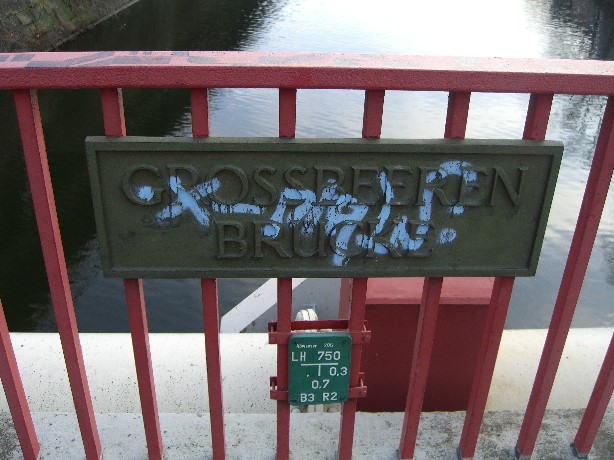 GROSSBEEREN
BRÜCKE
LH 750
0,3
0.7
B3 R2